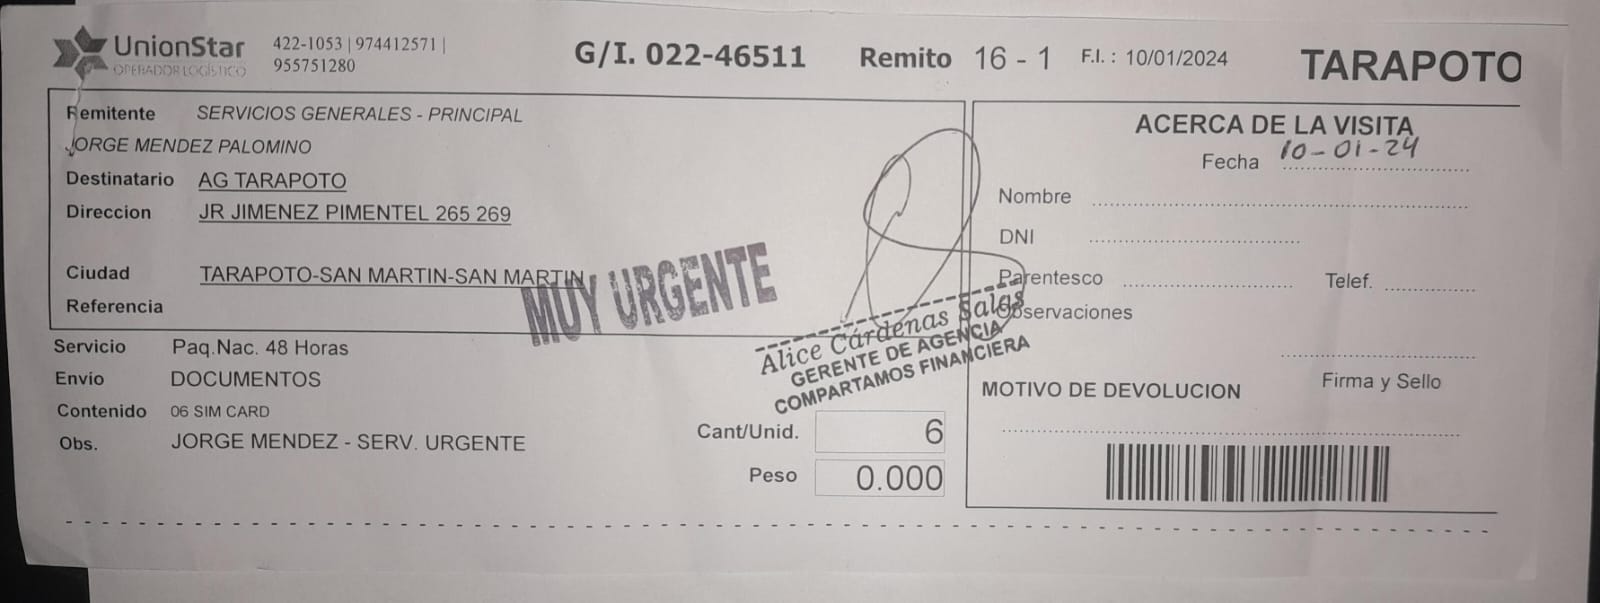 UnionStar
OPERADOR LOGÍSTICO
422-1053 | 974412571 |
955751280
G/I. 022-46511 Remito 16 - 1 F.I. : 10/01/2024 TARAPOTO
Remitente SERVICIOS GENERALES - PRINCIPAL
JORGE MENDEZ PALOMINO
Destinatario AG TARAPOTO
Direccion JR JIMENEZ PIMENTEL 265 269
Ciudad TARAPOTO-SAN MARTIN-SAN MARTIN
Referencia
MUY URGENTE
Servicio Paq.Nac. 48 Horas
Envío DOCUMENTOS
Contenido 06 SIM CARD
Obs. JORGE MENDEZ - SERV. URGENTE
Alice Cárdenas Salas
GERENTE DE AGENCIA
COMPARTAMOS FINANCIERA
Cant/Unid. 6
Peso 0.000
ACERCA DE LA VISITA
Fecha 10-01-24
Nombre
DNI
Parentesco Telef.
Observaciones
Firma y Sello
MOTIVO DE DEVOLUCION